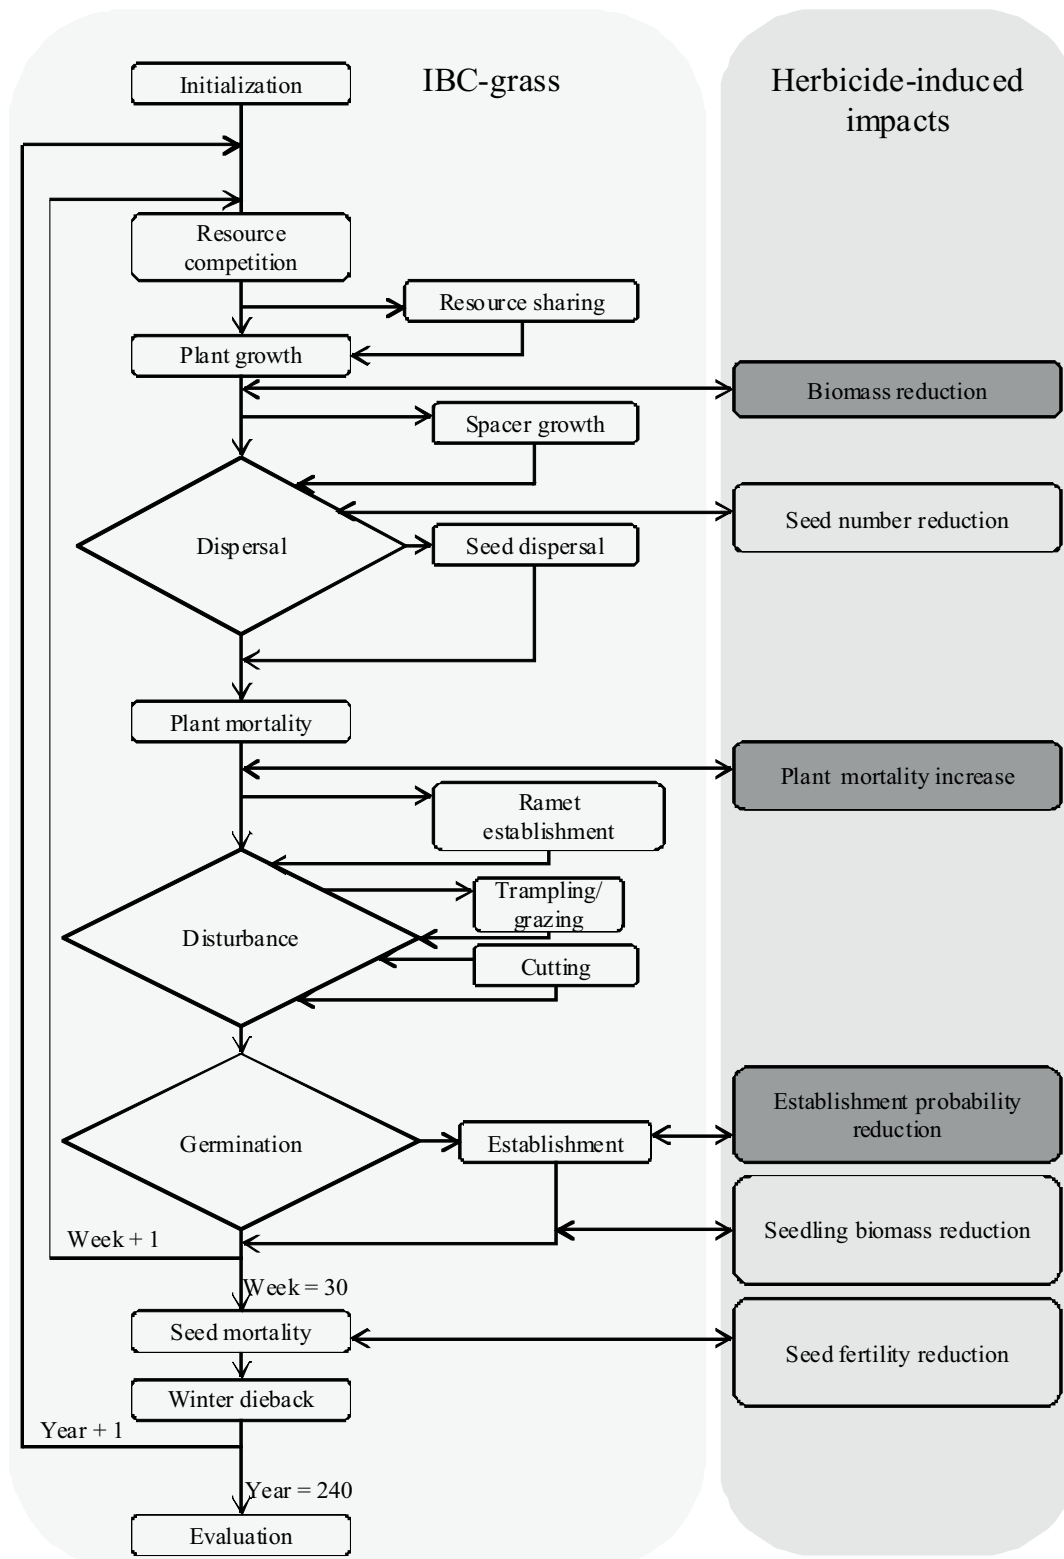 IBC-grass
Herbicide-induced
impacts
Initialization
Resource
competition
Resource sharing
Plant growth
Biomass reduction
Spacer growth
Seed number reduction
Dispersal
Seed dispersal
Plant mortality
Plant mortality increase
Ramet
establishment
Trampling/
grazing
Disturbance
Cutting
Establishment probability
reduction
Germination
Establishment
Seedling biomass reduction
Week + 1
Week = 30
Seed mortality
Seed fertility reduction
Winter dieback
Year + 1
Year = 240
Evaluation